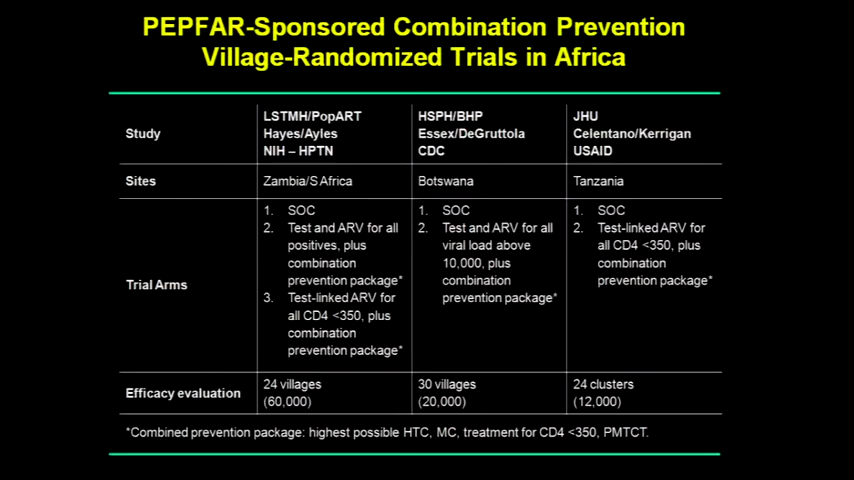 PEPFAR-Sponsored Combination Prevention
Village-Randomized Trials in Africa
Study
LSTMH/PopART
Hayes/Ayles
NIH – HPTN
HSPH/BHP
Essex/DeGruttola
CDC
JHU
Celentano/Kerrigan
USAID
Sites
Zambia/S Africa
Botswana
Tanzania
Trial Arms
1. SOC
2. Test and ARV for all
positives, plus
combination
prevention package*
3. Test-linked ARV for
all CD4 <350, plus
combination
prevention package*
1. SOC
2. Test and ARV for all
viral load above
10,000, plus
combination
prevention package*
1. SOC
2. Test-linked ARV for
all CD4 <350, plus
combination
prevention package*
Efficacy evaluation
24 villages
(60,000)
30 villages
(20,000)
24 clusters
(12,000)
*Combined prevention package: highest possible HTC, MC, treatment for CD4 <350, PMTCT.